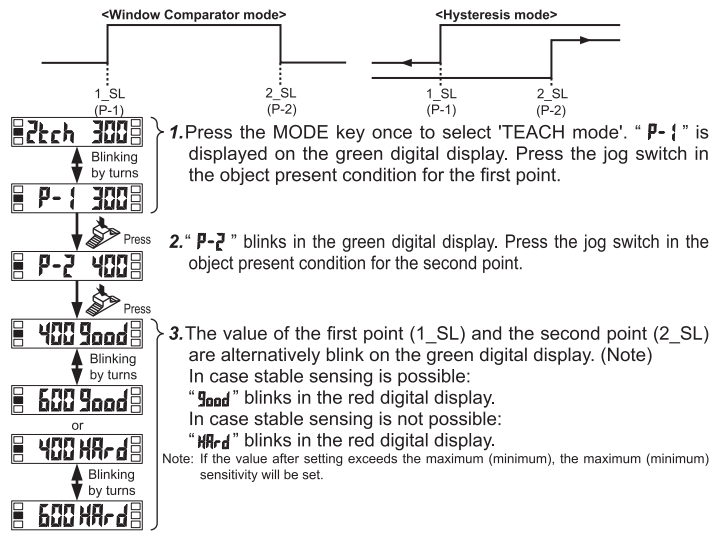 <Window Comparator mode>
<Hysteresis mode>
1_SL
(P-1)
2_SL
(P-2)
1_SL
(P-1)
2_SL
(P-2)
2tch 300
Blinking
by turns
P-1 300
Press
P-2 400
Press
400 good
Blinking
by turns
600 good
or
400 HArd
Blinking
by turns
600 HArd
1.Press the MODE key once to select 'TEACH mode'. “ P-1 ” is
displayed on the green digital display. Press the jog switch in
the object present condition for the first point.
2.“ P-2 ” blinks in the green digital display. Press the jog switch in the
object present condition for the second point.
3.The value of the first point (1_SL) and the second point (2_SL)
are alternatively blink on the green digital display. (Note)
In case stable sensing is possible:
“ good ” blinks in the red digital display.
In case stable sensing is not possible:
“ HArd ” blinks in the red digital display.
Note: If the value after setting exceeds the maximum (minimum), the maximum (minimum)
sensitivity will be set.